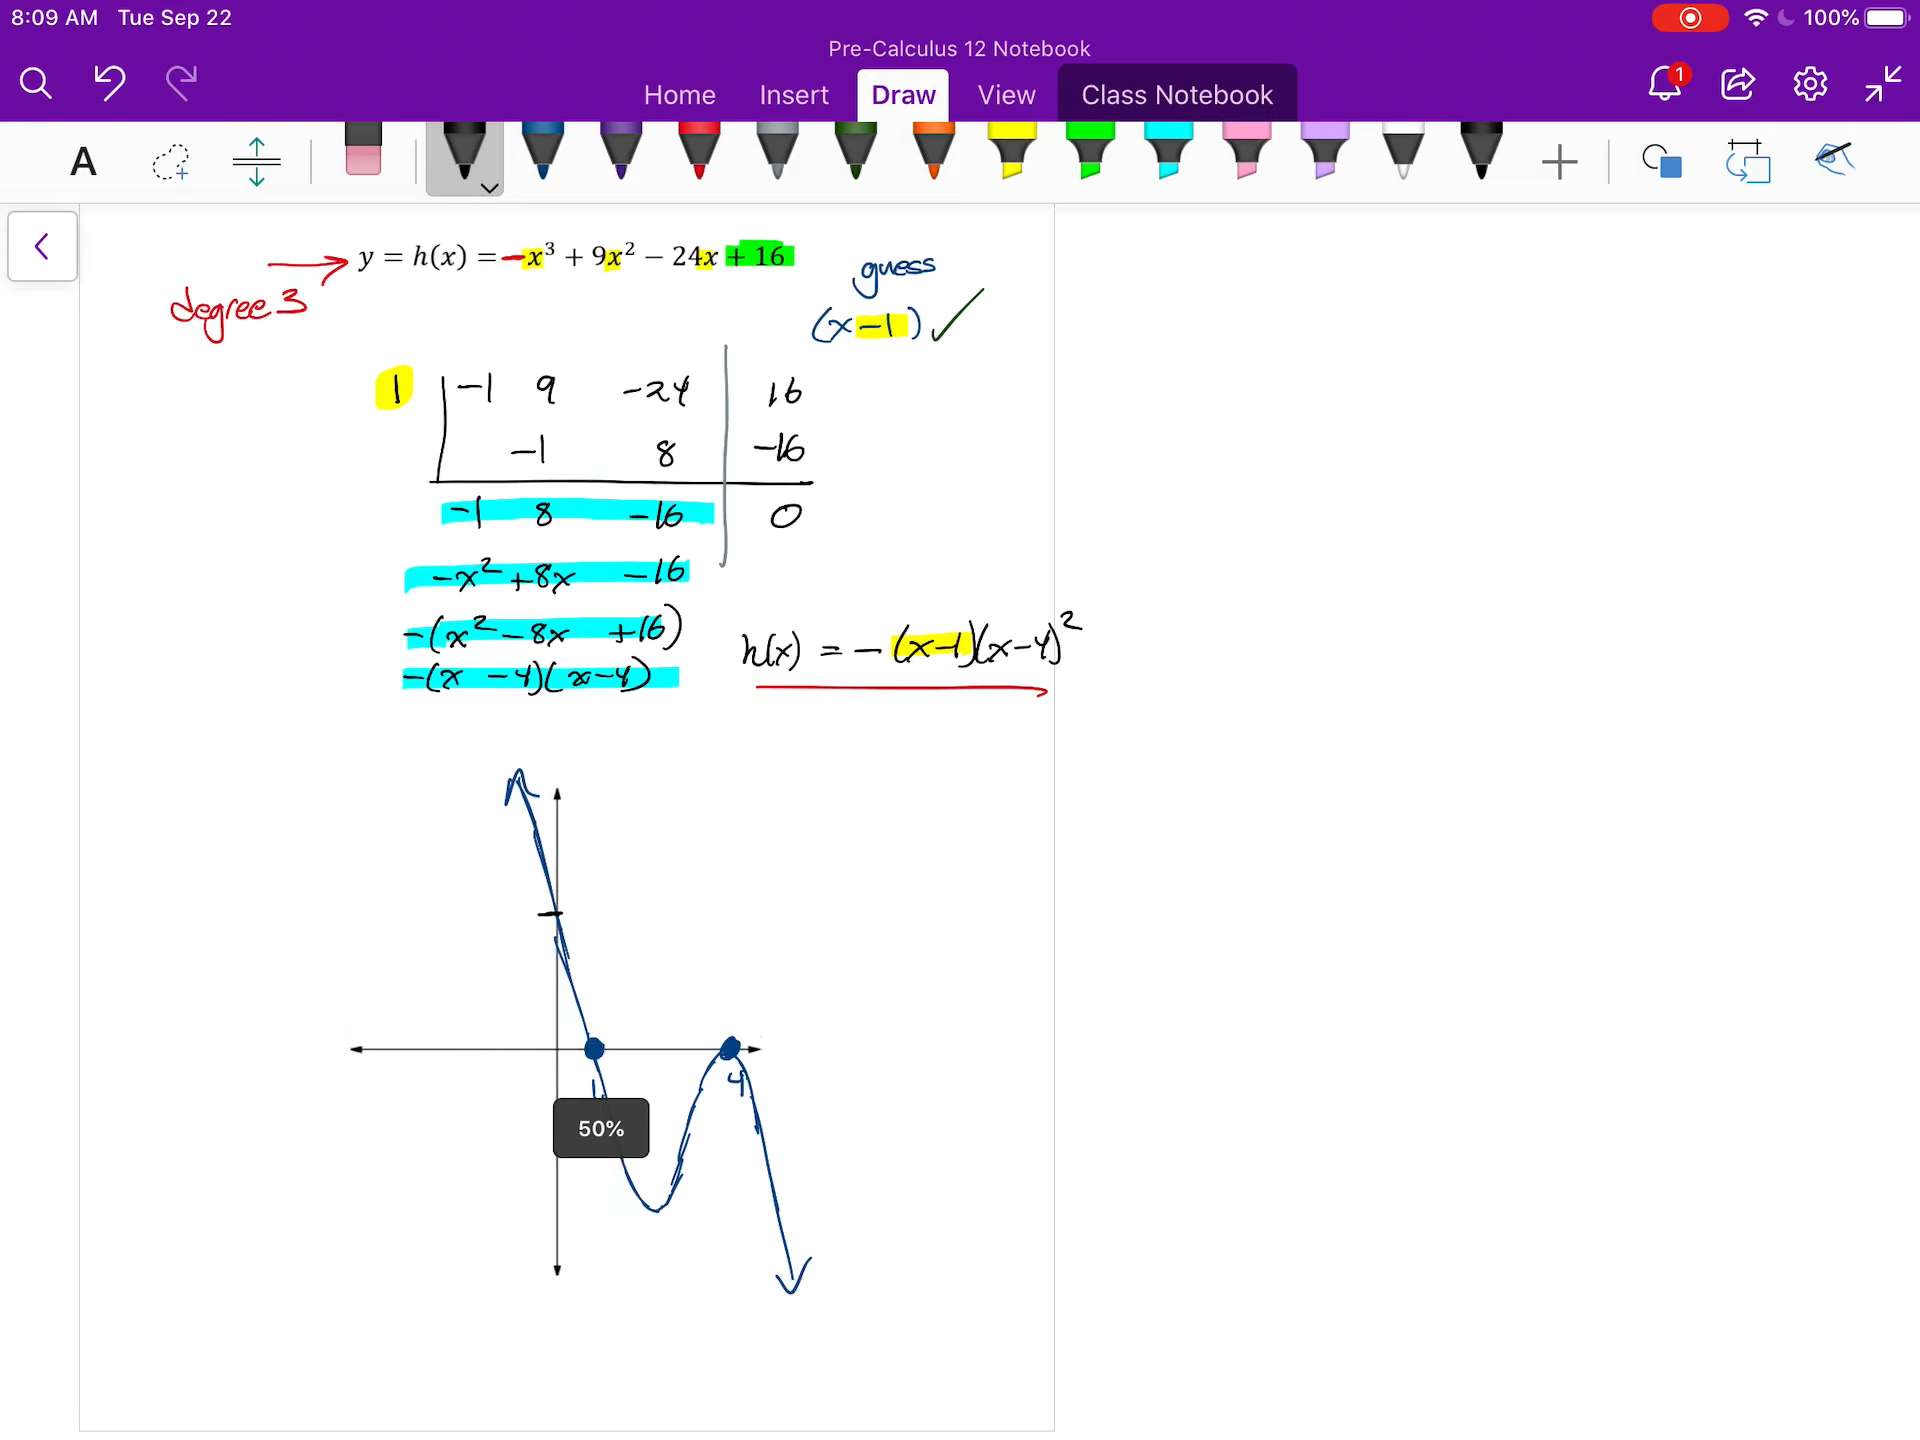 8:09 AM Tue Sep 22
100%
Pre-Calculus 12 Notebook
Home Insert Draw View Class Notebook
1
A
y = h(x) = -x³ + 9x² − 24x + 16
degree 3
guess
(x-1)
1 -1 9 -24 16
-1 8 -16
-1 8 -16 0
-x² +8x -16
-(x² -8x +16)
-(x -4)(x-4)
h(x) = -(x-1)(x-4)²
1 4
50%